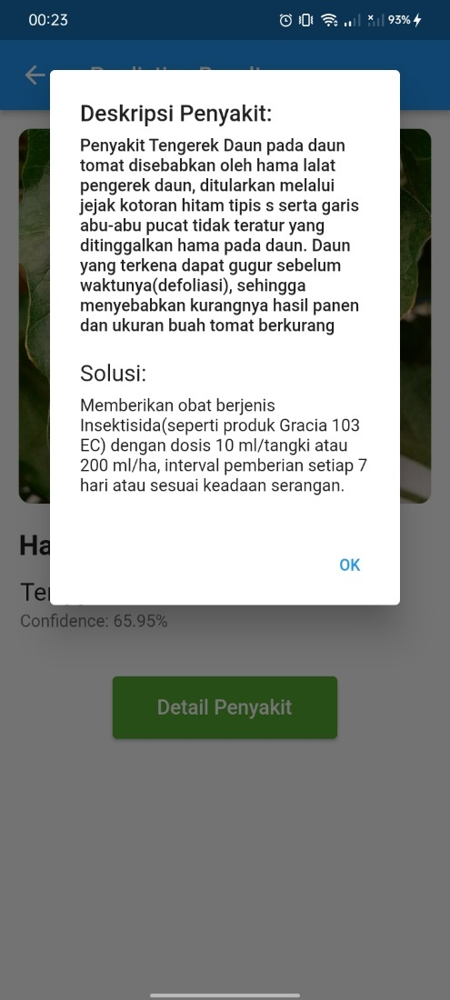 00:23
93%
Deskripsi Penyakit:
Penyakit Tengerek Daun pada daun
tomat disebabkan oleh hama lalat
pengerek daun, ditularkan melalui
jejak kotoran hitam tipis s serta garis
abu-abu pucat tidak teratur yang
ditinggalkan hama pada daun. Daun
yang terkena dapat gugur sebelum
waktunya(defoliasi), sehingga
menyebabkan kurangnya hasil panen
dan ukuran buah tomat berkurang
Solusi:
Memberikan obat berjenis
Insektisida(seperti produk Gracia 103
EC) dengan dosis 10 ml/tangki atau
200 ml/ha, interval pemberian setiap 7
hari atau sesuai keadaan serangan.
OK
Confidence: 65.95%
Detail Penyakit